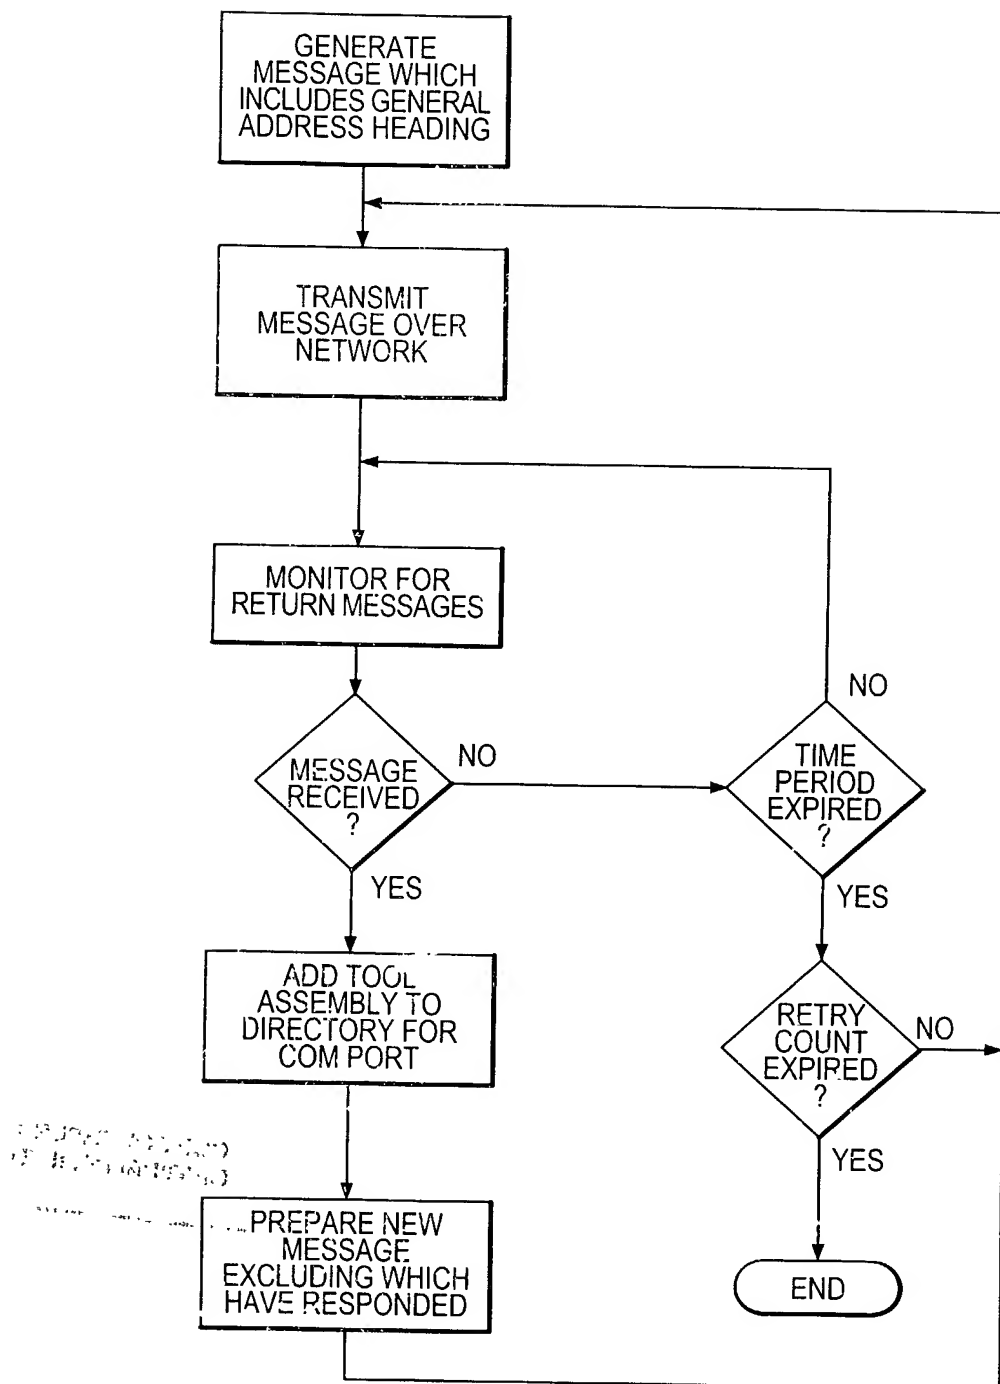 GENERATE
MESSAGE WHICH
INCLUDES GENERAL
ADDRESS HEADING
TRANSMIT
MESSAGE OVER
NETWORK
MONITOR FOR
RETURN MESSAGES
MESSAGE
RECEIVED
?
NO
YES
TIME
PERIOD
EXPIRED
?
NO
YES
ADD TOOL
ASSEMBLY TO
DIRECTORY FOR
COM PORT
RETRY
COUNT
EXPIRED
?
NO
YES
PREPARE NEW
MESSAGE
EXCLUDING WHICH
HAVE RESPONDED
END